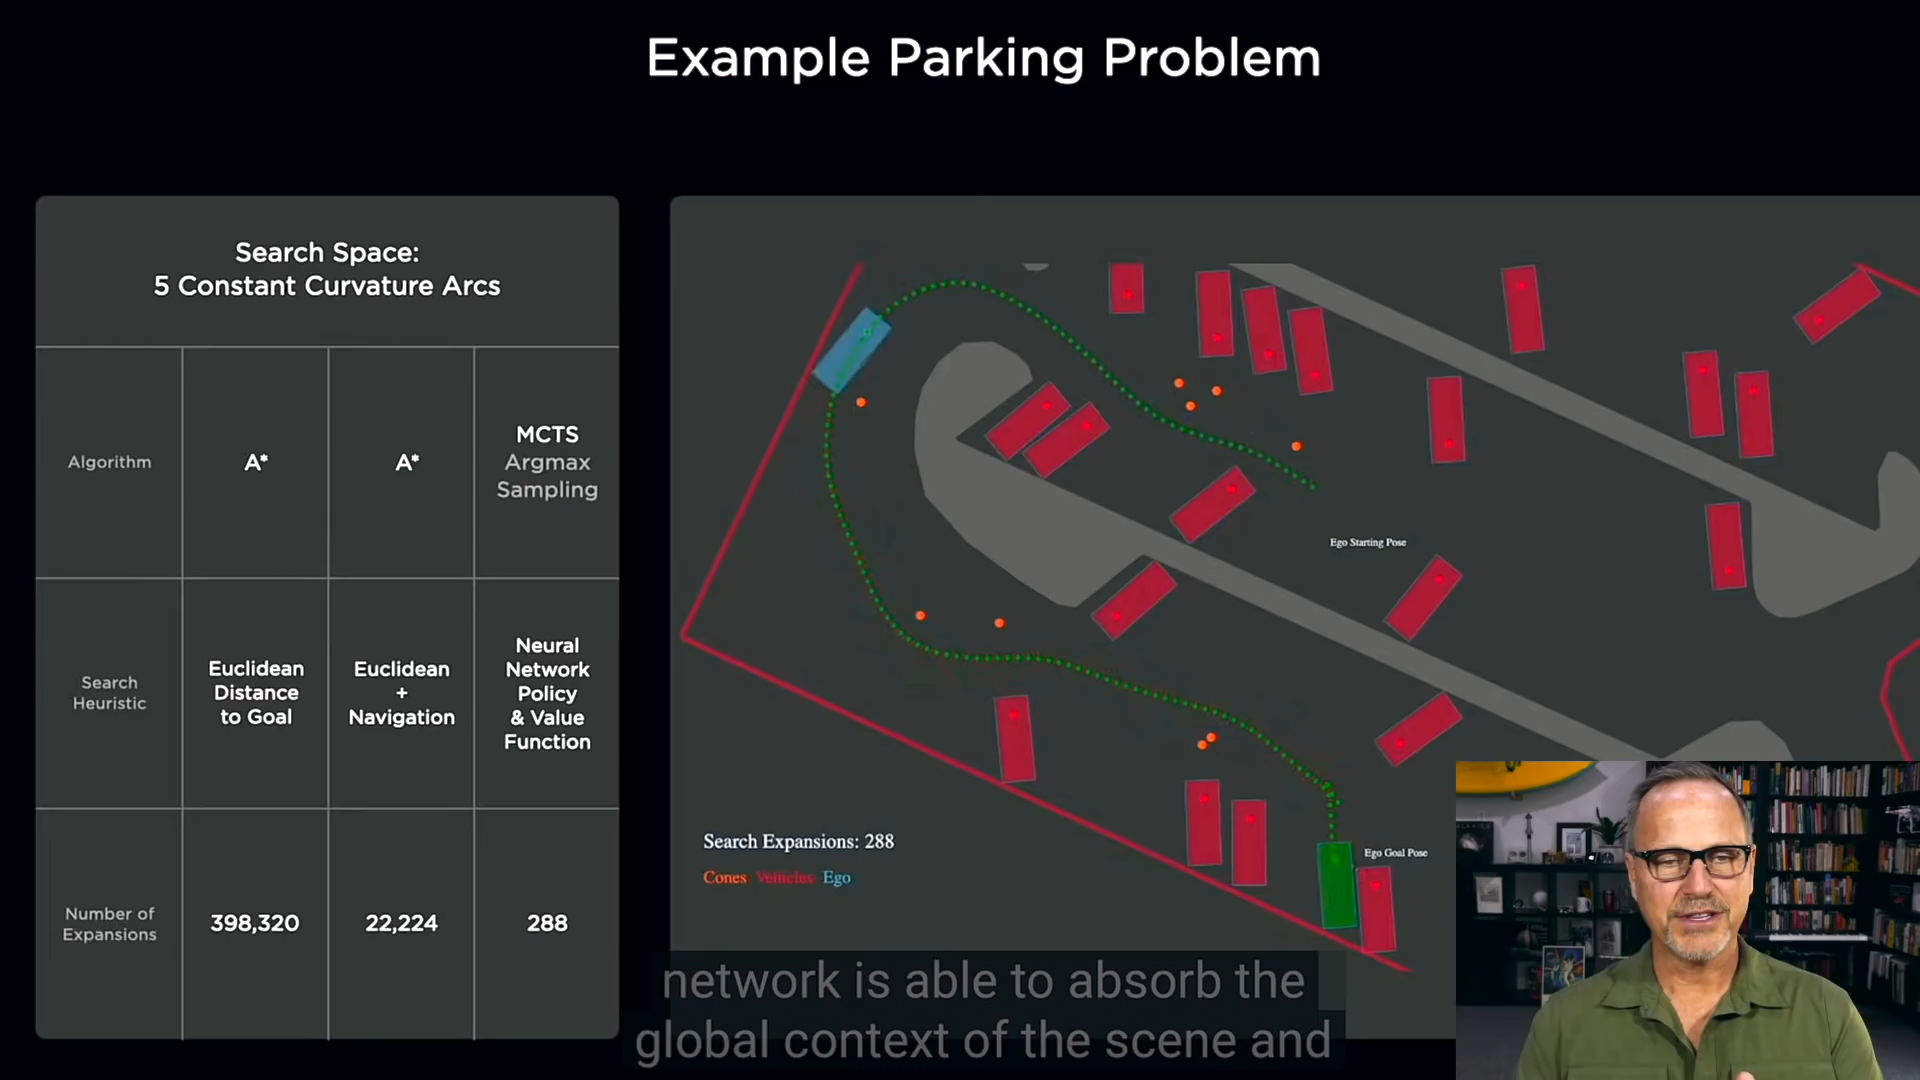 Example Parking Problem
Search Space:
5 Constant Curvature Arcs
Algorithm
A*
A*
MCTS
Argmax
Sampling
Search
Heuristic
Euclidean
Distance
to Goal
Euclidean
+
Navigation
Neural
Network
Policy
& Value
Function
Number of
Expansions
398,320
22,224
288
Ego Starting Pose
Ego Goal Pose
Search Expansions: 288
Cones Vehicles Ego
network is able to absorb the
global context of the scene and